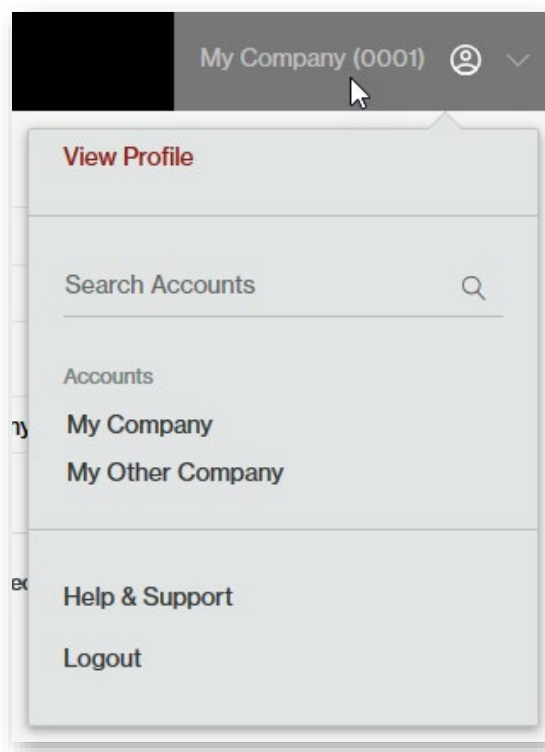 My Company (0001)
View Profile
Search Accounts
Accounts
My Company
My Other Company
Help & Support
Logout